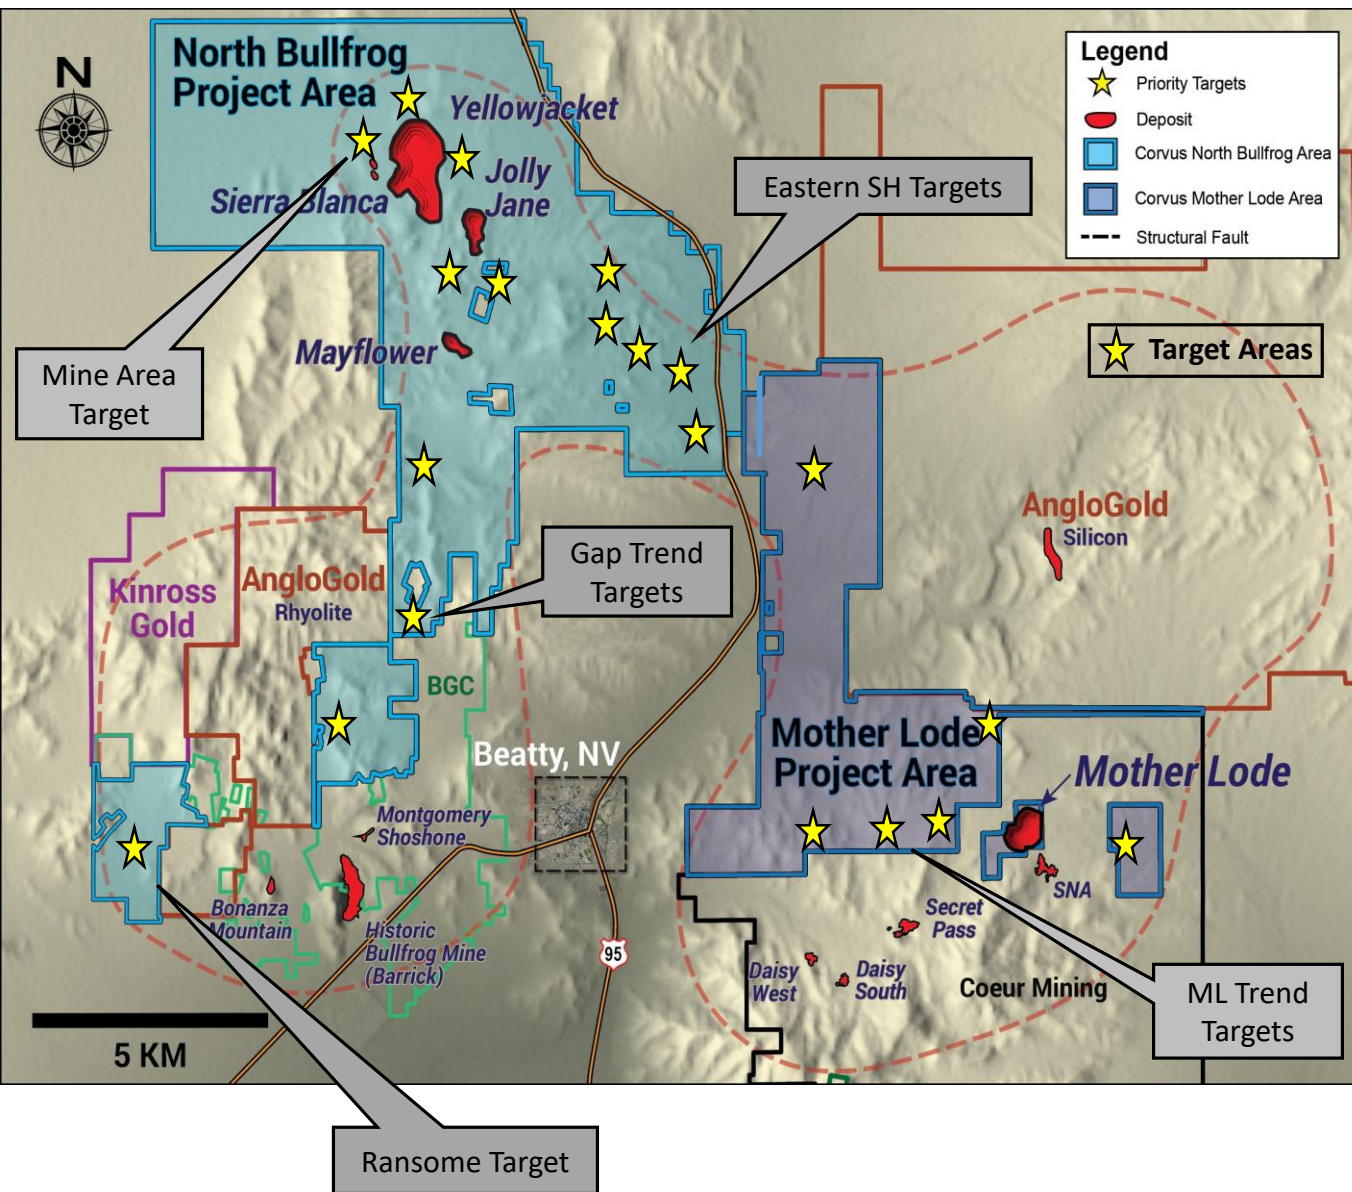 North Bullfrog
Project Area
N
Yellowjacket
Jolly
Jane
Sierra Blanca
Legend
Priority Targets
Deposit
Corvus North Bullfrog Area
Corvus Mother Lode Area
Structural Fault
Eastern SH Targets
Target Areas
Mine Area
Target
Mayflower
AngloGold
Silicon
Gap Trend
Targets
Kinross
Gold
AngloGold
Rhyolite
BGC
Beatty, NV
Mother Lode
Project Area
Mother Lode
Montgomery
Shoshone
Bonanza
Mountain
Historic
Bullfrog Mine
(Barrick)
95
SNA
Secret
Pass
Daisy
West
Daisy
South
Coeur Mining
ML Trend
Targets
5 KM
Ransome Target